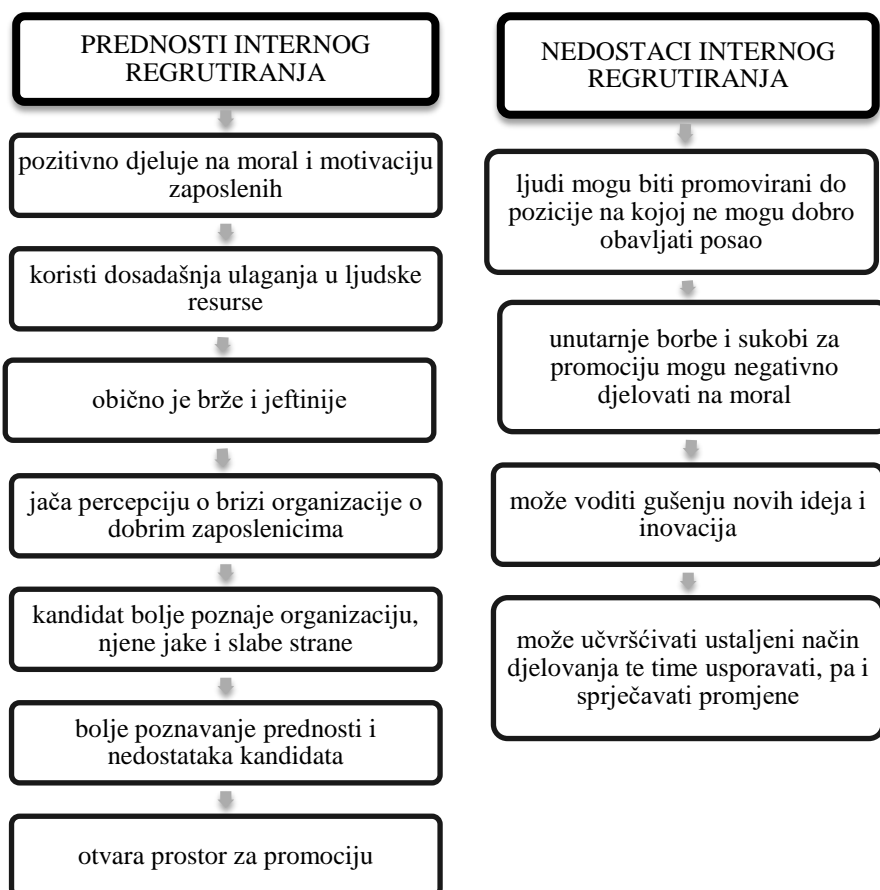 PREDNOSTI INTERNOG
REGRUTIRANJA
pozitivno djeluje na moral i motivaciju
zaposlenih
koristi dosadašnja ulaganja u ljudske
resurse
obično je brže i jeftinije
jača percepciju o brizi organizacije o
dobrim zaposlenicima
kandidat bolje poznaje organizaciju,
njene jake i slabe strane
bolje poznavanje prednosti i
nedostataka kandidata
otvara prostor za promociju
NEDOSTACI INTERNOG
REGRUTIRANJA
ljudi mogu biti promovirani do
pozicije na kojoj ne mogu dobro
obavljati posao
unutarnje borbe i sukobi za
promociju mogu negativno
djelovati na moral
može voditi gušenju novih ideja i
inovacija
može učvršćivati ustaljeni način
djelovanja te time usporavati, pa i
sprječavati promjene